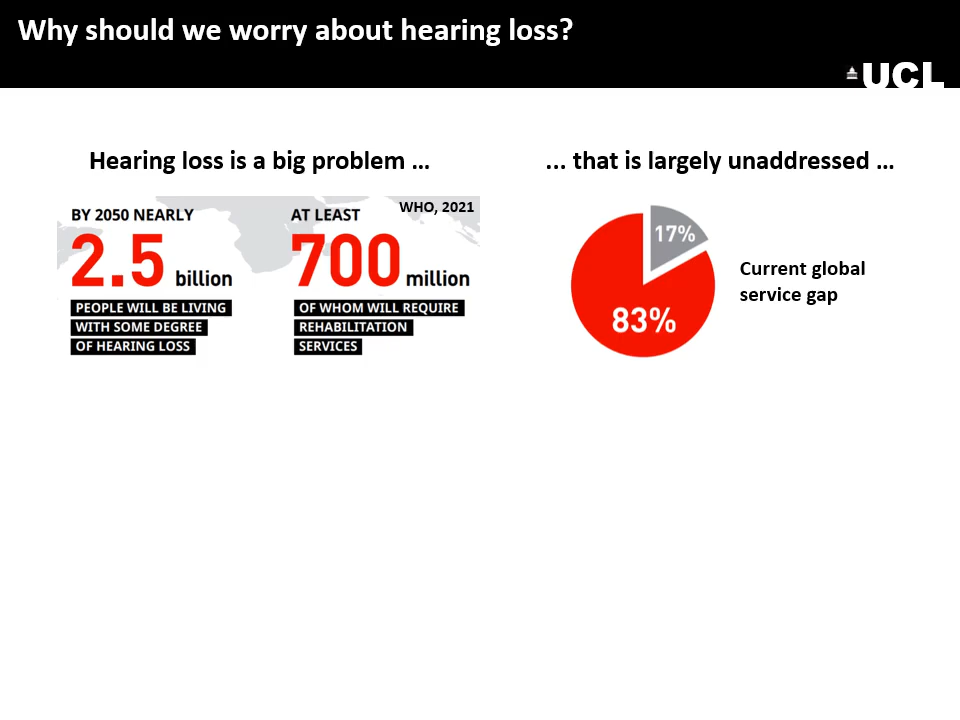 Why should we worry about hearing loss?
UCL
Hearing loss is a big problem …
... that is largely unaddressed …
BY 2050 NEARLY
2.5 billion
PEOPLE WILL BE LIVING
WITH SOME DEGREE
OF HEARING LOSS
AT LEAST
WHO, 2021
700 million
OF WHOM WILL REQUIRE
REHABILITATION
SERVICES
17%
83%
Current global
service gap